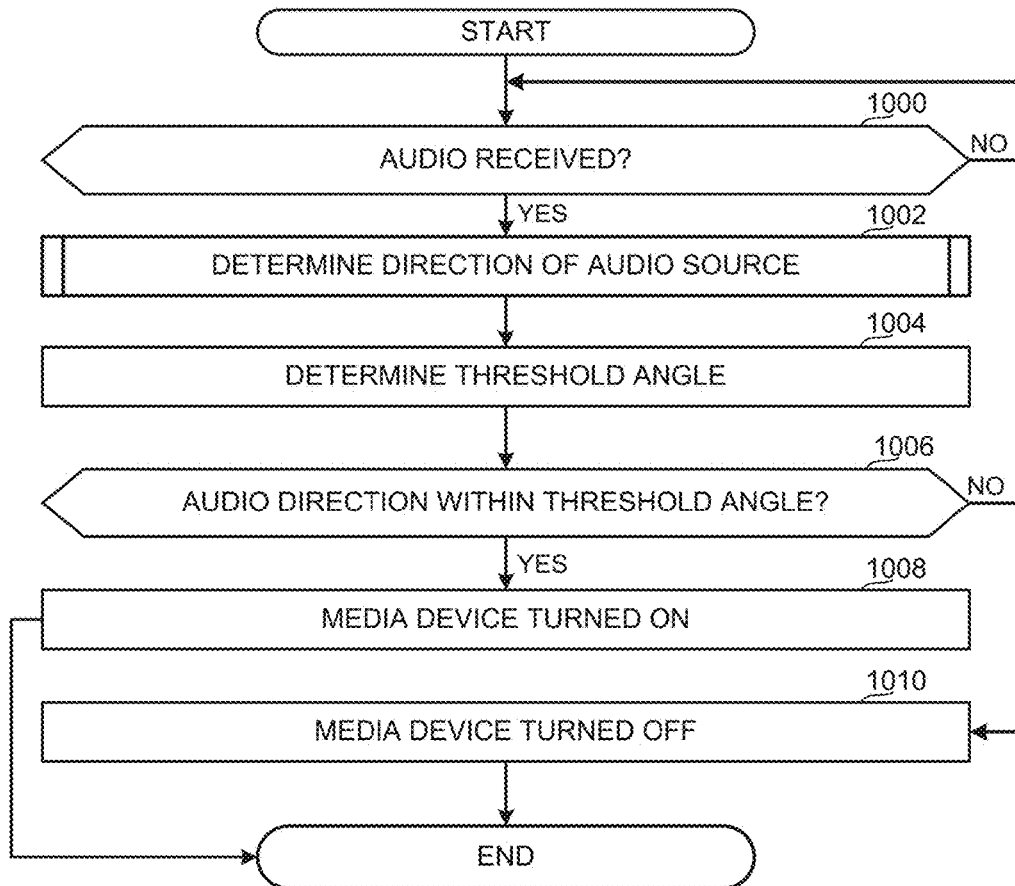 START
1000
AUDIO RECEIVED?
NO
YES
1002
DETERMINE DIRECTION OF AUDIO SOURCE
1004
DETERMINE THRESHOLD ANGLE
1006
AUDIO DIRECTION WITHIN THRESHOLD ANGLE?
NO
YES
1008
MEDIA DEVICE TURNED ON
1010
MEDIA DEVICE TURNED OFF
END